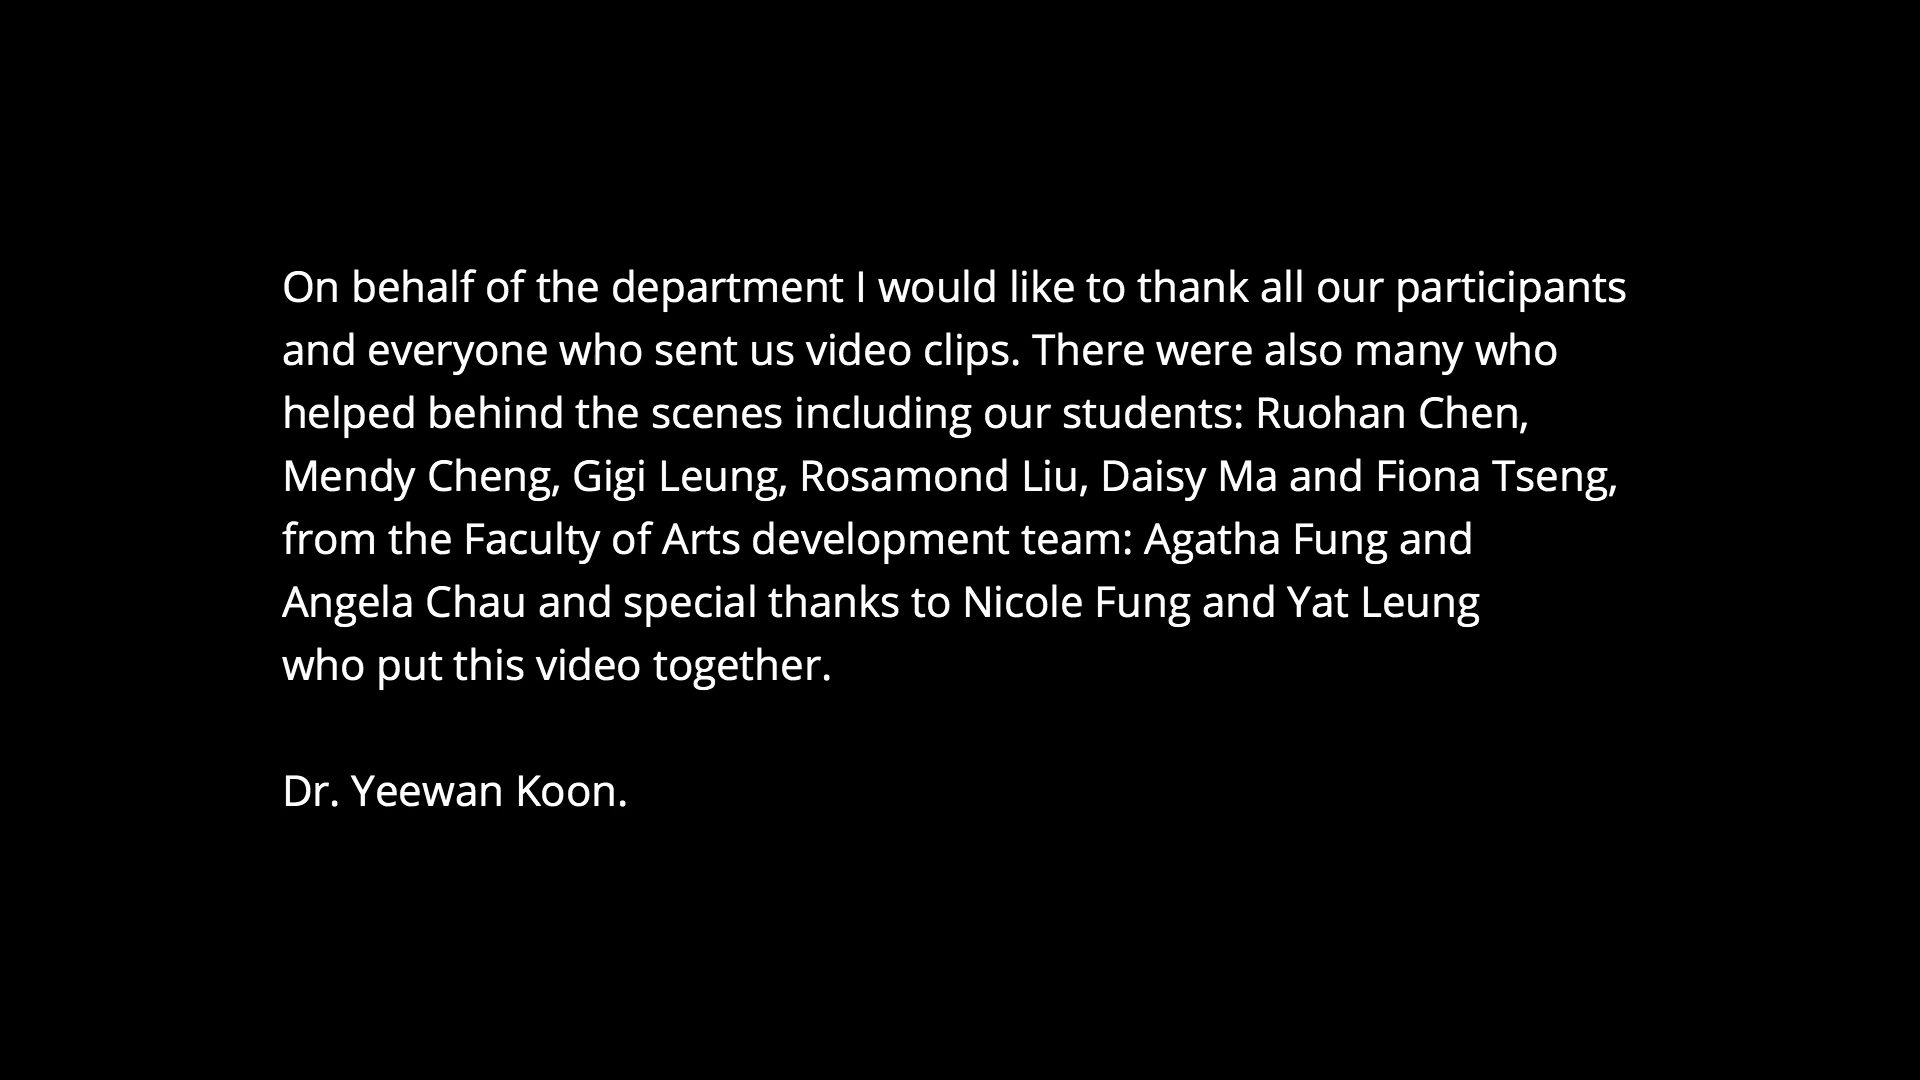 On behalf of the department I would like to thank all our participants
and everyone who sent us video clips. There were also many who
helped behind the scenes including our students: Ruohan Chen,
Mendy Cheng, Gigi Leung, Rosamond Liu, Daisy Ma and Fiona Tseng,
from the Faculty of Arts development team: Agatha Fung and
Angela Chau and special thanks to Nicole Fung and Yat Leung
who put this video together.
Dr. Yeewan Koon.